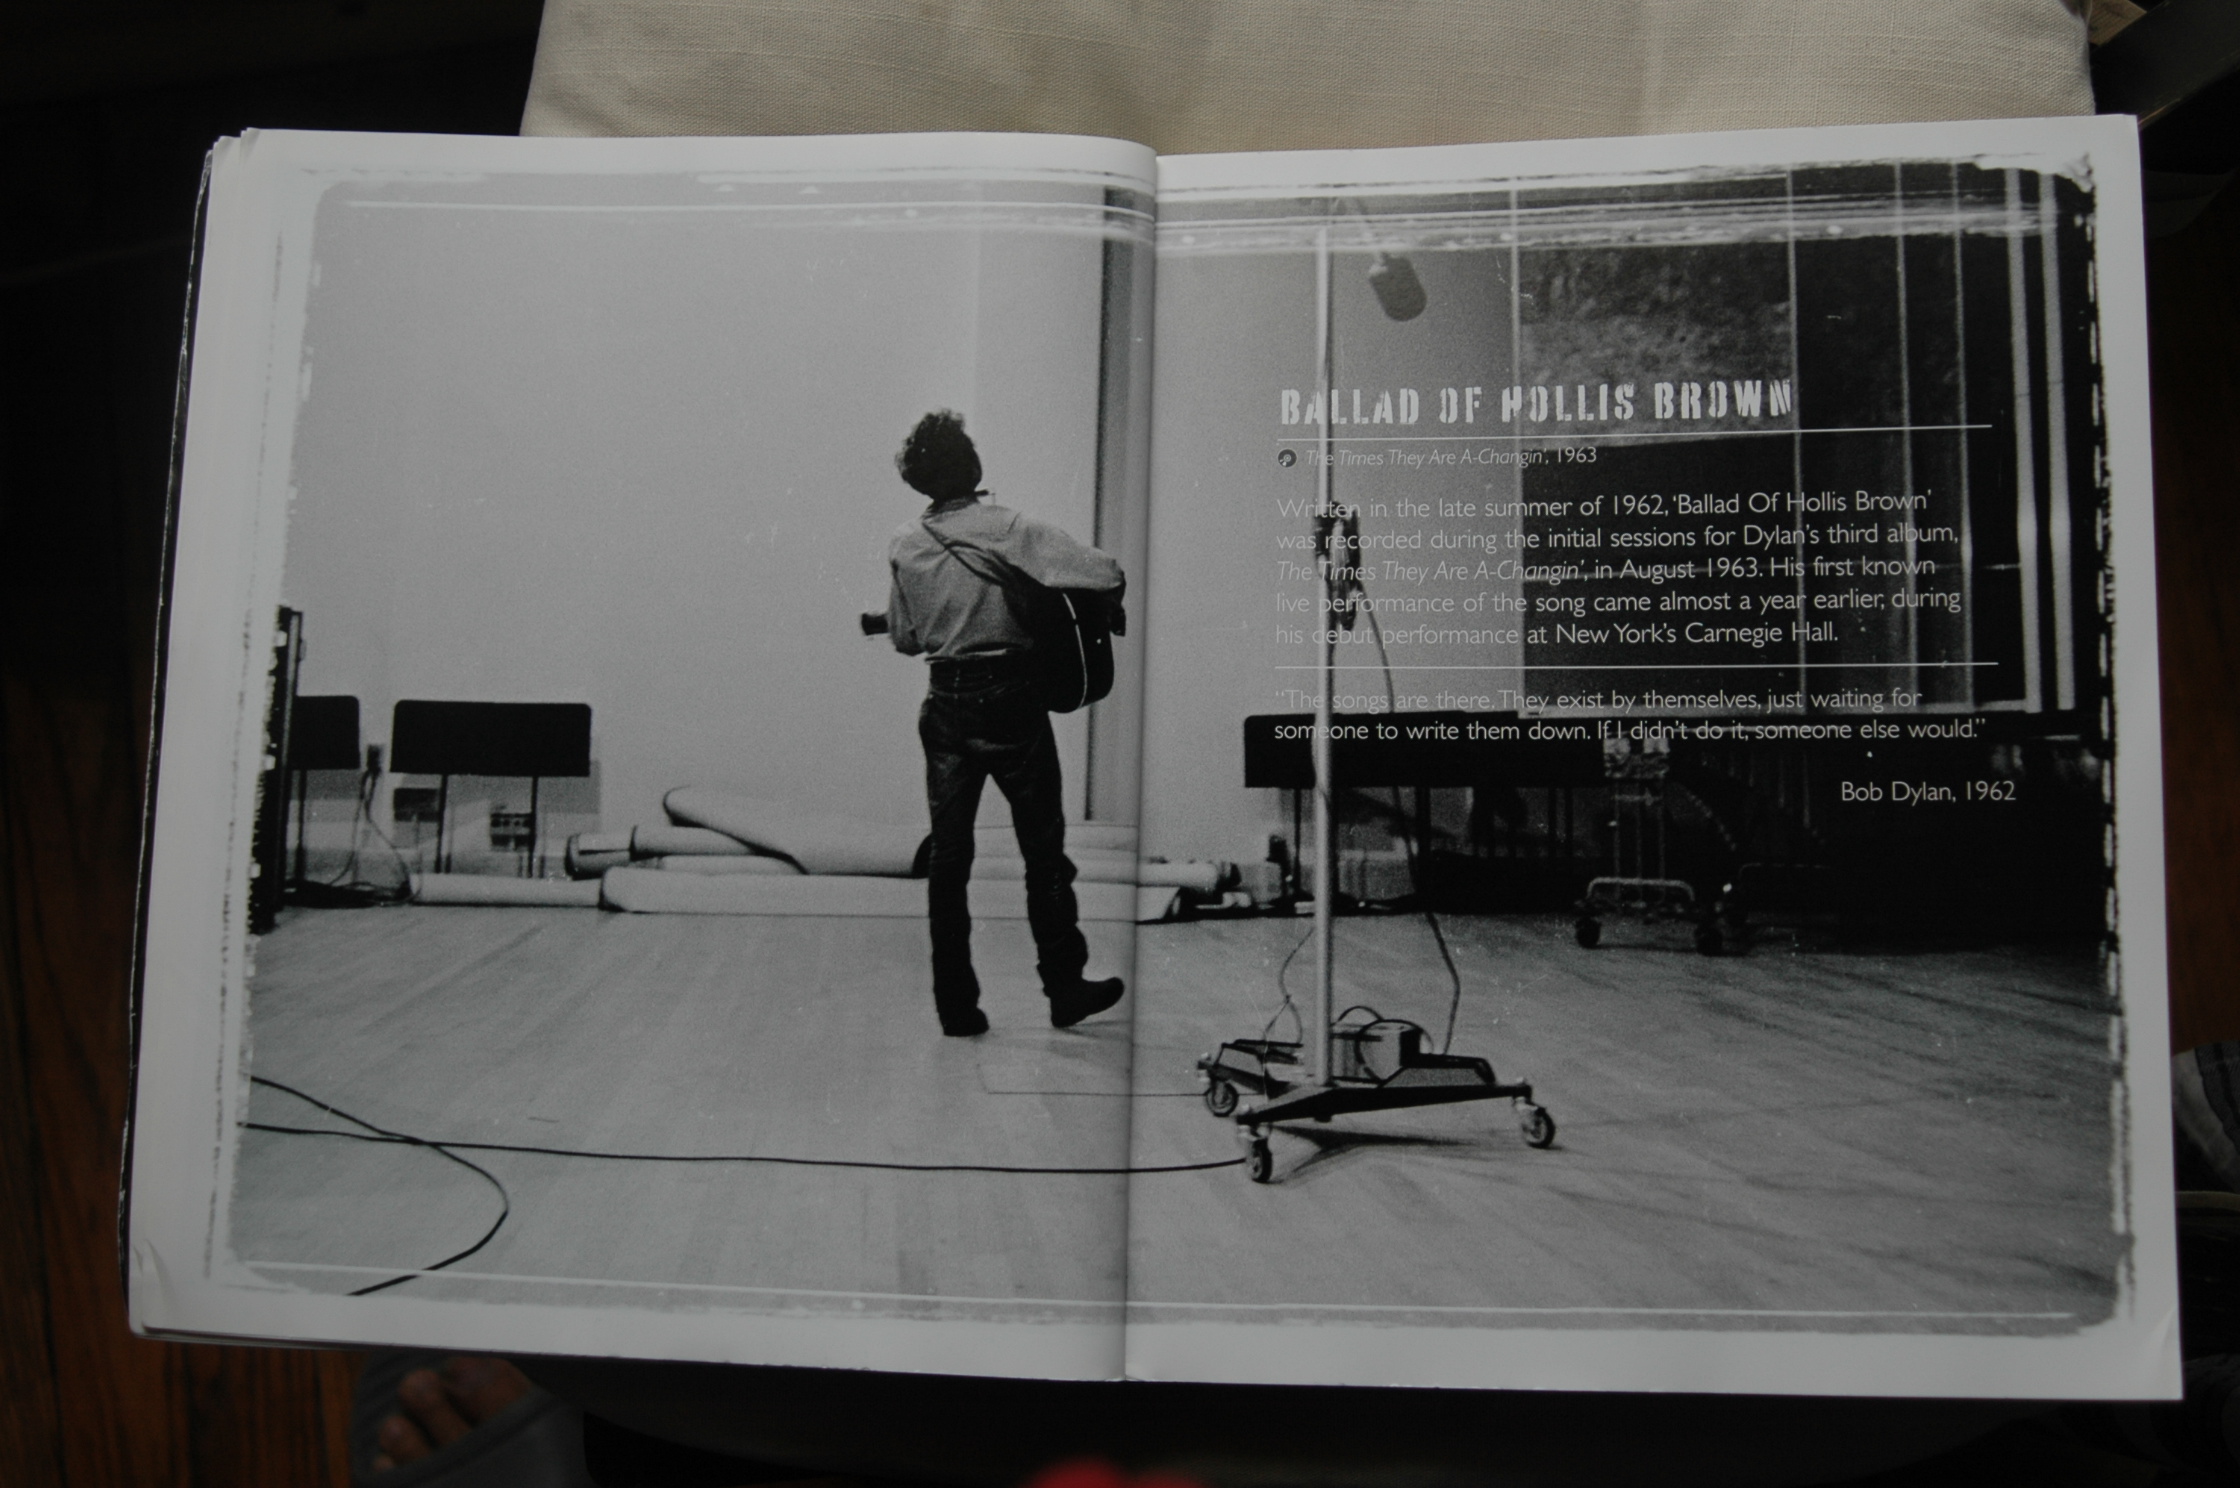 BALLAD OF HOLLIS BROWN
The Times They Are A-Changin', 1963
Written in the late summer of 1962, 'Ballad Of Hollis Brown'
was recorded during the initial sessions for Dylan's third album,
The Times They Are A-Changin', in August 1963. His first known
live performance of the song came almost a year earlier, during
his debut performance at New York's Carnegie Hall.
"The songs are there. They exist by themselves, just waiting for
someone to write them down. If I didn't do it, someone else would."
Bob Dylan, 1962